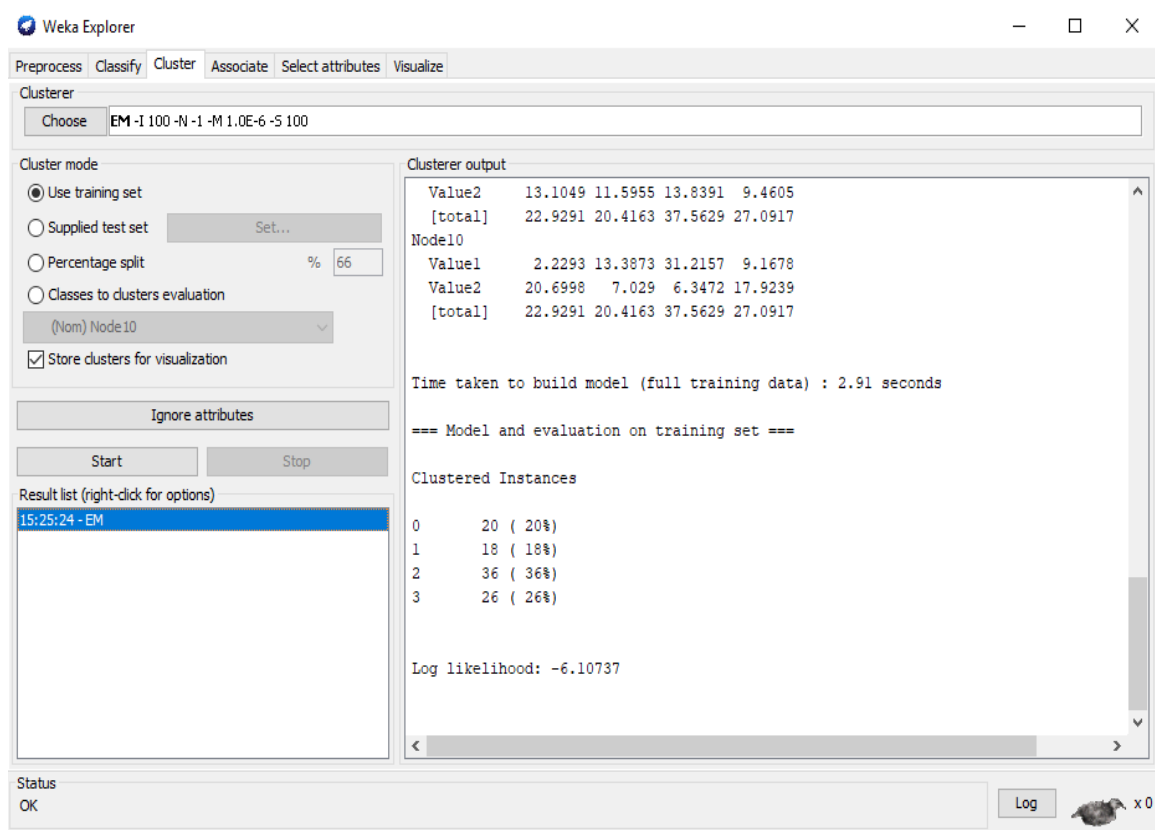 Weka Explorer
Preprocess Classify Cluster Associate Select attributes Visualize
Clusterer
Choose EM -I 100 -N -1 -M 1.0E-6 -S 100
Cluster mode
Use training set
Supplied test set Set...
Percentage split % 66
Classes to clusters evaluation
(Nom) Node10
Store clusters for visualization
Ignore attributes
Start Stop
Result list (right-click for options)
15:25:24 - EM
Clusterer output
Value2 13.1049 11.5955 13.8391 9.4605
[total] 22.9291 20.4163 37.5629 27.0917
Node10
Value1 2.2293 13.3873 31.2157 9.1678
Value2 20.6998 7.029 6.3472 17.9239
[total] 22.9291 20.4163 37.5629 27.0917
Time taken to build model (full training data) : 2.91 seconds
=== Model and evaluation on training set ===
Clustered Instances
0 20 ( 20%)
1 18 ( 18%)
2 36 ( 36%)
3 26 ( 26%)
Log likelihood: -6.10737
Status
OK
Log x 0